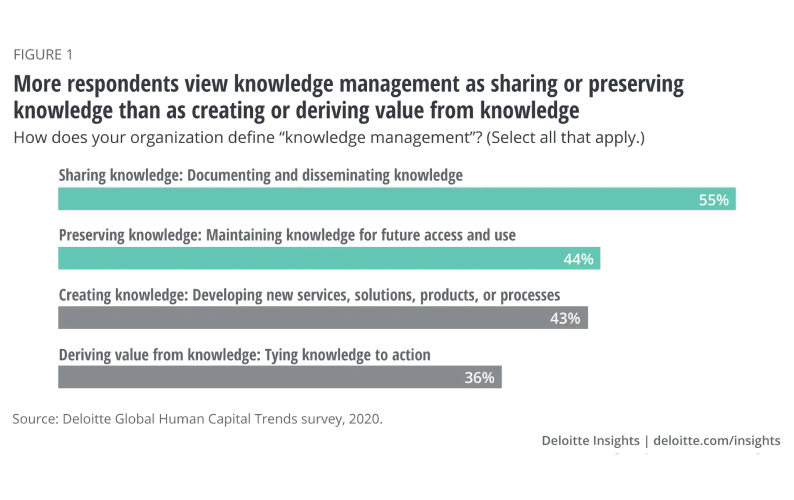 FIGURE 1
More respondents view knowledge management as sharing or preserving
knowledge than as creating or deriving value from knowledge
How does your organization define “knowledge management”? (Select all that apply.)
Sharing knowledge: Documenting and disseminating knowledge
55%
Preserving knowledge: Maintaining knowledge for future access and use
44%
Creating knowledge: Developing new services, solutions, products, or processes
43%
Deriving value from knowledge: Tying knowledge to action
36%
Source: Deloitte Global Human Capital Trends survey, 2020.
Deloitte Insights | deloitte.com/insights